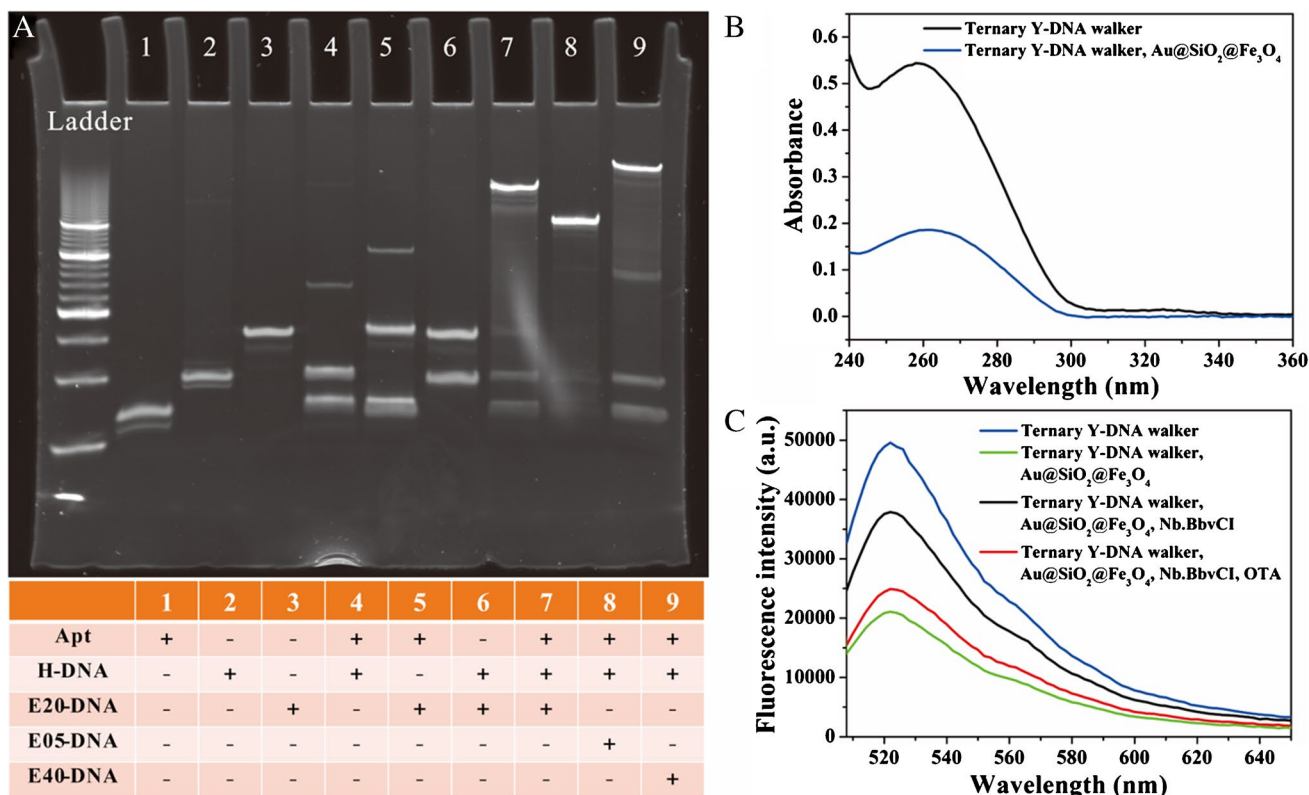 A
1 2 3 4 5 6 7 8 9
Ladder
1 2 3 4 5 6 7 8 9
Apt + - - + + - + + +
H-DNA - + - + - + + + +
E20-DNA - - + - + + + - -
E05-DNA - - - - - - - + -
E40-DNA - - - - - - - - +
B
Ternary Y-DNA walker
Ternary Y-DNA walker, Au@SiO₂@Fe₃O₄
Absorbance
0.6
0.5
0.4
0.3
0.2
0.1
0.0
240 260 280 300 320 340 360
Wavelength (nm)
C
Ternary Y-DNA walker
Ternary Y-DNA walker,
Au@SiO₂@Fe₃O₄
Ternary Y-DNA walker,
Au@SiO₂@Fe₃O₄, Nb.BbvCI
Ternary Y-DNA walker,
Au@SiO₂@Fe₃O₄, Nb.BbvCI, OTA
Fluorescence intensity (a.u.)
50000
40000
30000
20000
10000
0
520 540 560 580 600 620 640
Wavelength (nm)